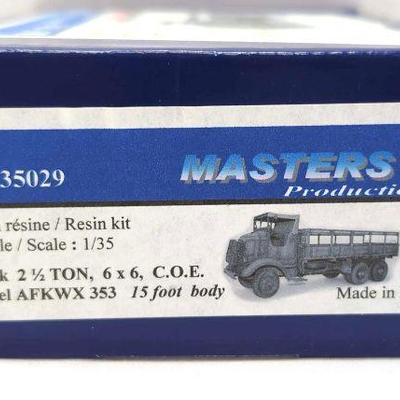 35029
MASTERS
Productio
résine / Resin kit
le / Scale : 1/35
k 2 ½ TON, 6 x 6, C.O.E.
el AFKWX 353 15 foot body
Made in